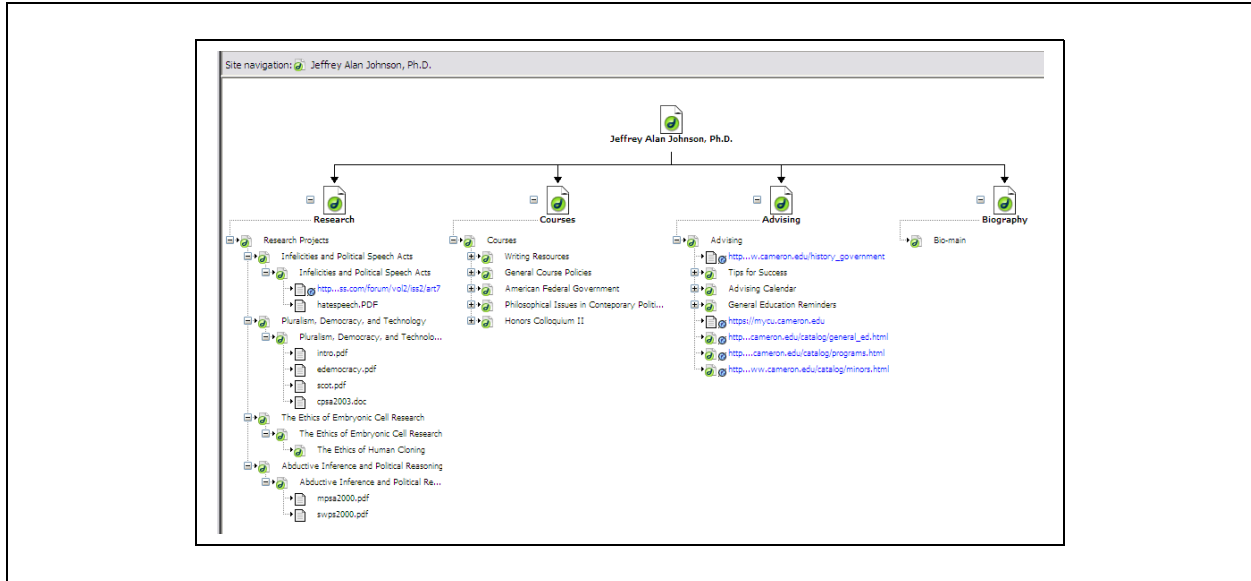 Site navigation: Jeffrey Alan Johnson, Ph.D.
Jeffrey Alan Johnson, Ph.D.
Research
Research Projects
Infelicities and Political Speech Acts
Infelicities and Political Speech Acts
http...ss.com/forum/vol2/iss2/art7
hatespeech.PDF
Pluralism, Democracy, and Technology
Pluralism, Democracy, and Technolo...
intro.pdf
edemocracy.pdf
scot.pdf
cpsa2003.doc
The Ethics of Embryonic Cell Research
The Ethics of Embryonic Cell Research
The Ethics of Human Cloning
Abductive Inference and Political Reasoning
Abductive Inference and Political Re...
mpsa2000.pdf
swps2000.pdf
Courses
Courses
Writing Resources
General Course Policies
American Federal Government
Philosophical Issues in Conteporary Politi...
Honors Colloquium II
Advising
Advising
http...w.cameron.edu/history_government
Tips for Success
Advising Calendar
General Education Reminders
https://mycu.cameron.edu
http...cameron.edu/catalog/general_ed.html
http....cameron.edu/catalog/programs.html
http...ww.cameron.edu/catalog/minors.html
Biography
Bio-main